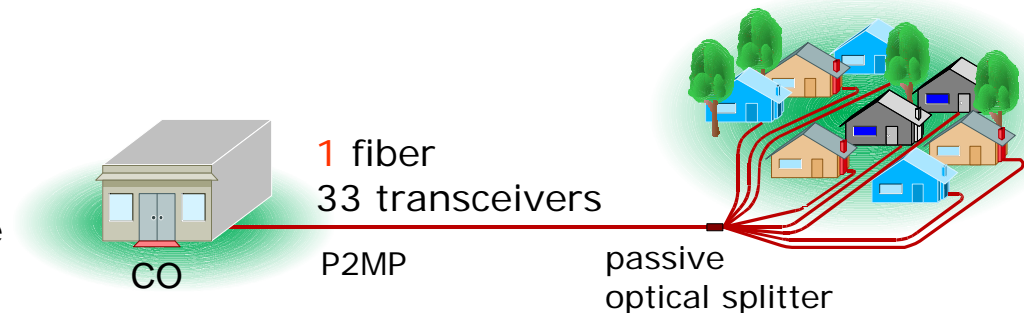 1 fiber
33 transceivers
e
P2MP
CO
passive
optical splitter